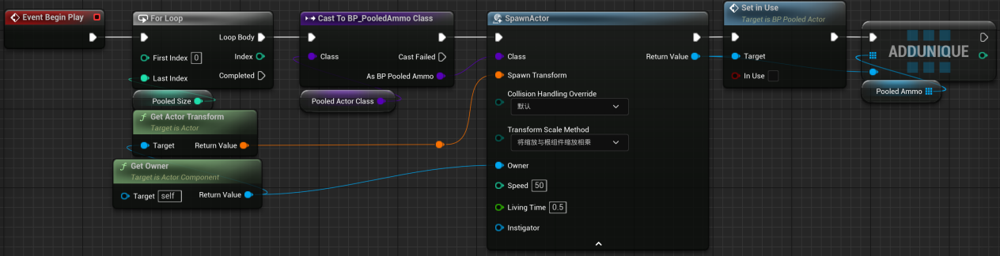 Event Begin Play
For Loop
Loop Body
First Index 0
Index
Last Index
Completed
Pooled Size
Get Actor Transform
Target is Actor
Target
Return Value
Get Owner
Target is Actor Component
Target self
Return Value
Cast To BP_PooledAmmo Class
Class
Cast Failed
As BP Pooled Ammo
Pooled Actor Class
SpawnActor
Class
Return Value
Spawn Transform
Collision Handling Override
默认
Transform Scale Method
将缩放与根组件缩放相乘
Owner
Speed 50
Living Time 0.5
Instigator
Set in Use
Target is BP Pooled Actor
Target
In Use
ADDUNIQUE
Pooled Ammo